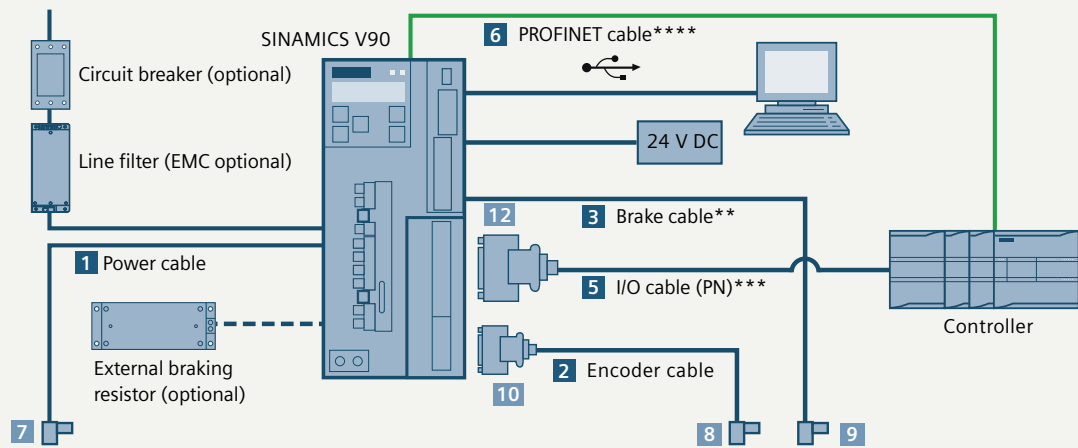 SINAMICS V90
6 PROFINET cable****
Circuit breaker (optional)
Line filter (EMC optional)
24 V DC
12
3 Brake cable**
1 Power cable
5 I/O cable (PN)***
Controller
External braking
resistor (optional)
2 Encoder cable
10
7
8
9